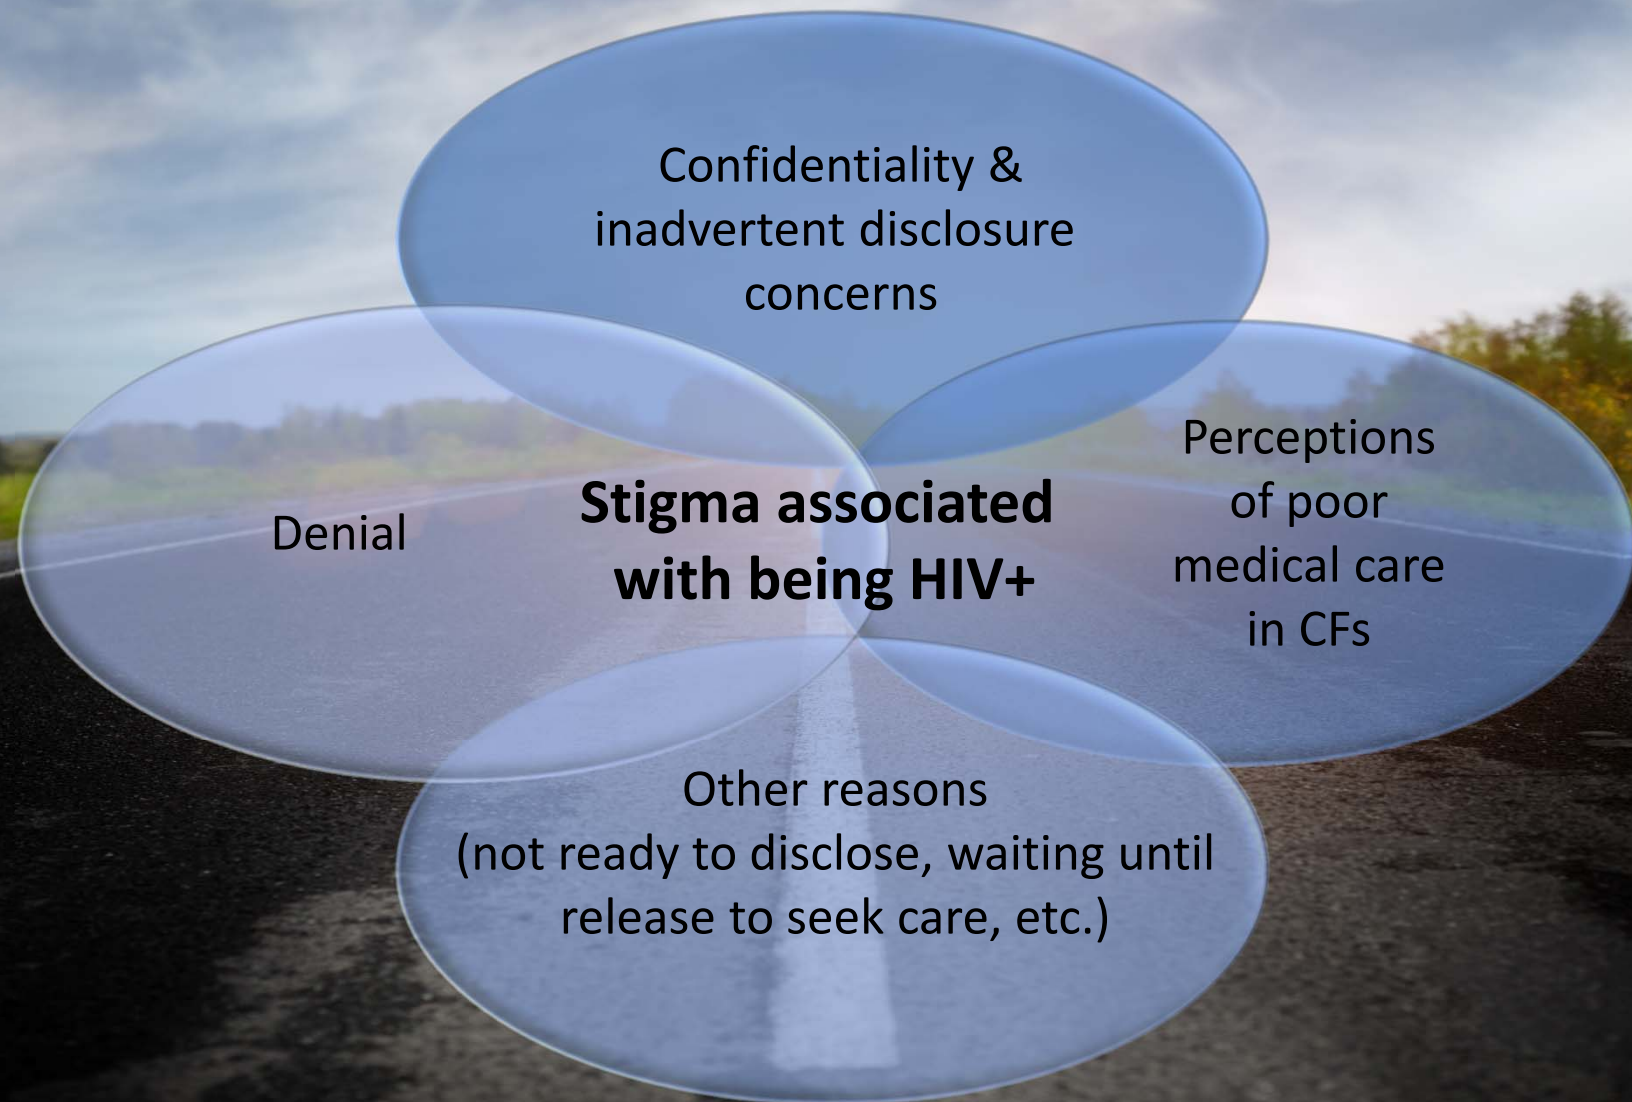 Confidentiality &
inadvertent disclosure
concerns
Denial
Stigma associated
with being HIV+
Perceptions
of poor
medical care
in CFs
Other reasons
(not ready to disclose, waiting until
release to seek care, etc.)